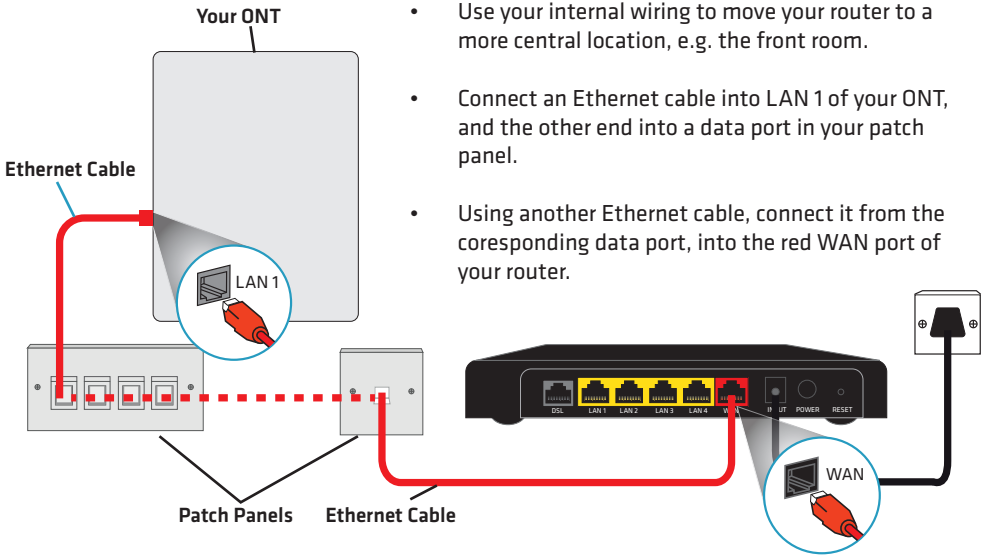 Your ONT
• Use your internal wiring to move your router to a
more central location, e.g. the front room.
• Connect an Ethernet cable into LAN 1 of your ONT,
and the other end into a data port in your patch
panel.
• Using another Ethernet cable, connect it from the
coresponding data port, into the red WAN port of
your router.
Ethernet Cable
LAN 1
DSL LAN 1 LAN 2 LAN 3 LAN 4 WAN INPUT POWER RESET
WAN
Patch Panels
Ethernet Cable